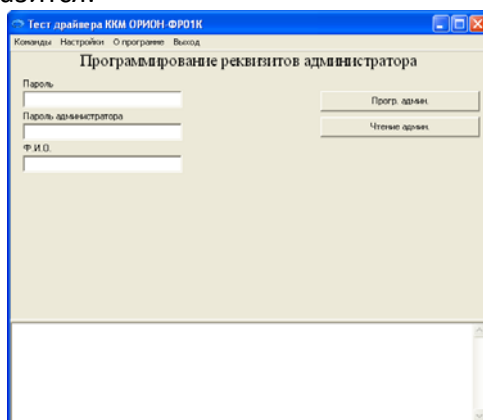 Тест драйвера ККМ ОРИОН-ФР01К
Команды Настройки О программе Выход
Программирование реквизитов администратора
Пароль
Прогр. админ.
Пароль администратора
Чтение админ.
Ф.И.О.